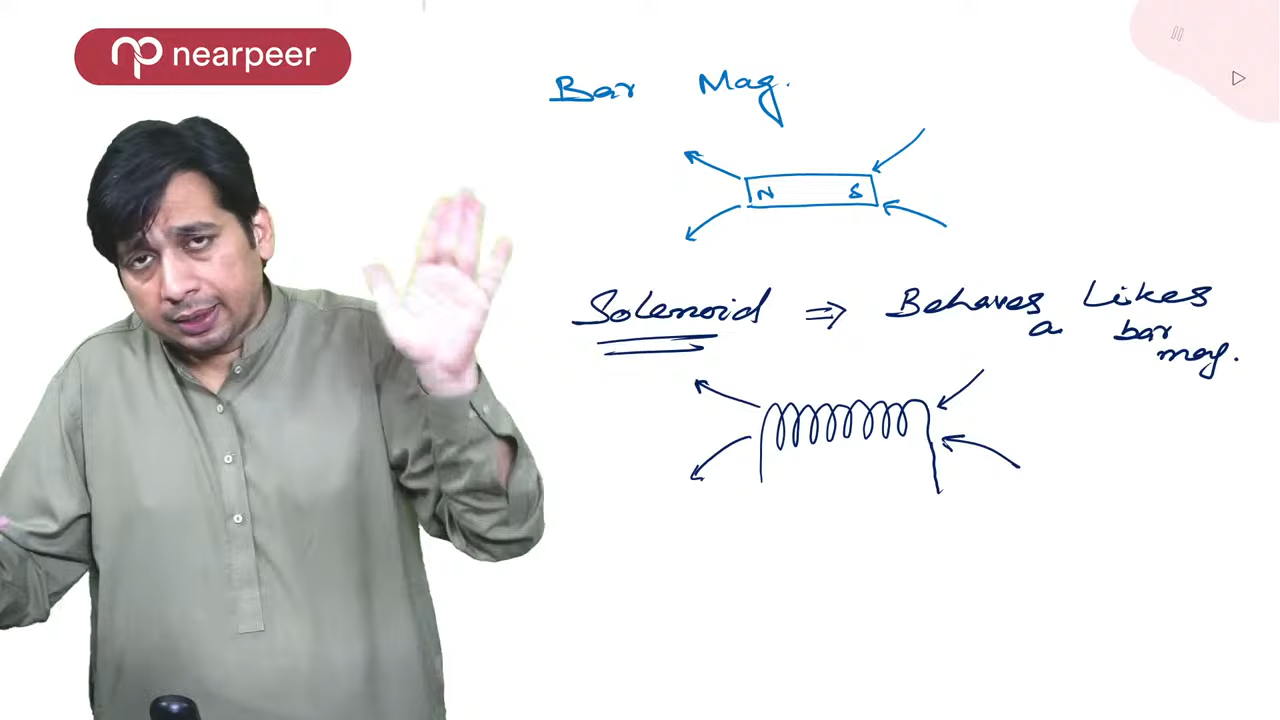 nearpeer
Bar Mag.
N S
Solenoid ⇒ Behaves Likes
a bar
mag.